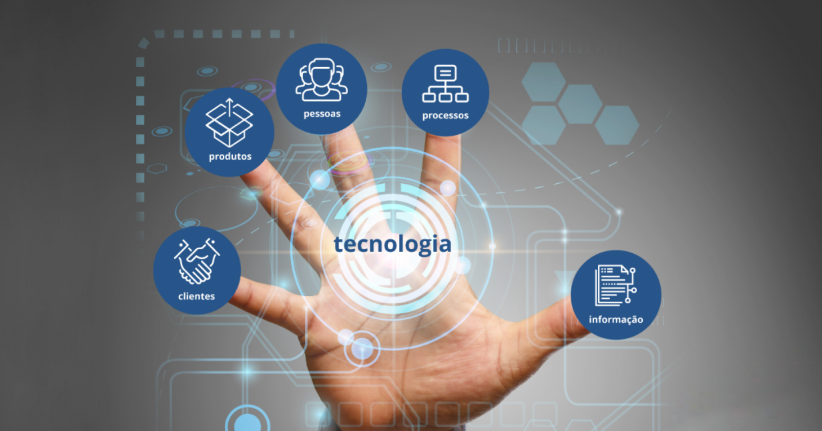 pessoas
processos
produtos
tecnologia
clientes
informação